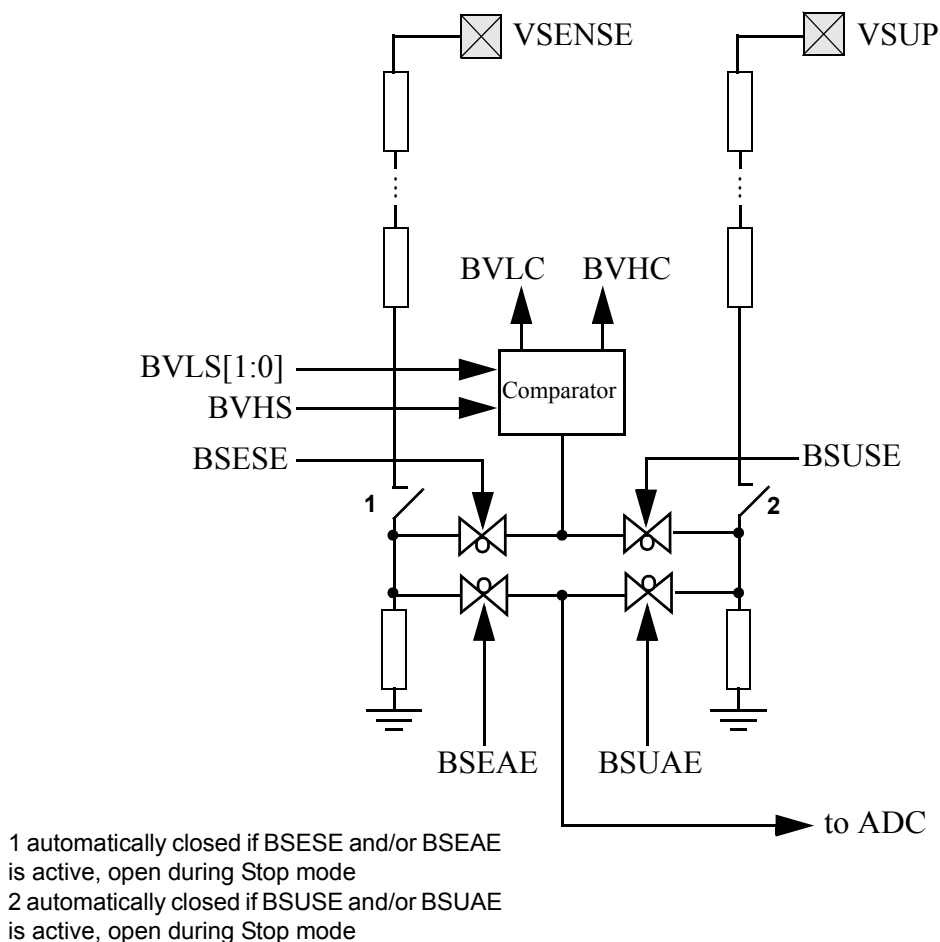 VSENSE
VSUP
BVLC
BVHC
BVLS[1:0]
Comparator
BVHS
BSESE
BSUSE
1
2
BSEAE
BSUAE
to ADC
1 automatically closed if BSESE and/or BSEAE
is active, open during Stop mode
2 automatically closed if BSUSE and/or BSUAE
is active, open during Stop mode